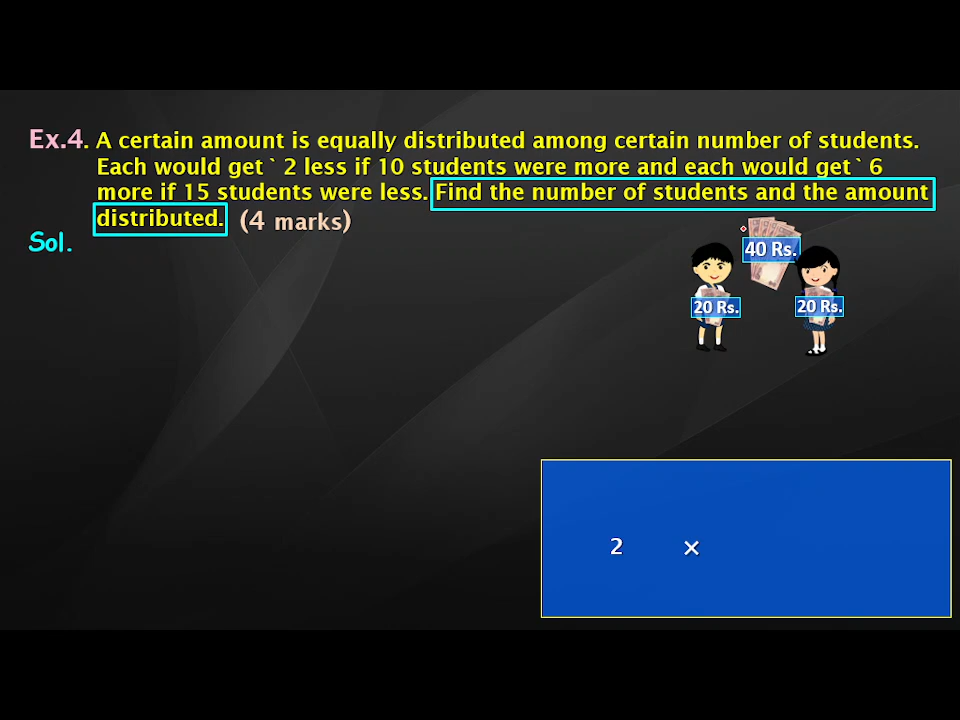 Ex.4. A certain amount is equally distributed among certain number of students.
Each would get ` 2 less if 10 students were more and each would get ` 6
more if 15 students were less. Find the number of students and the amount
distributed. (4 marks)
Sol.
40 Rs.
20 Rs. 20 Rs.
2 ×